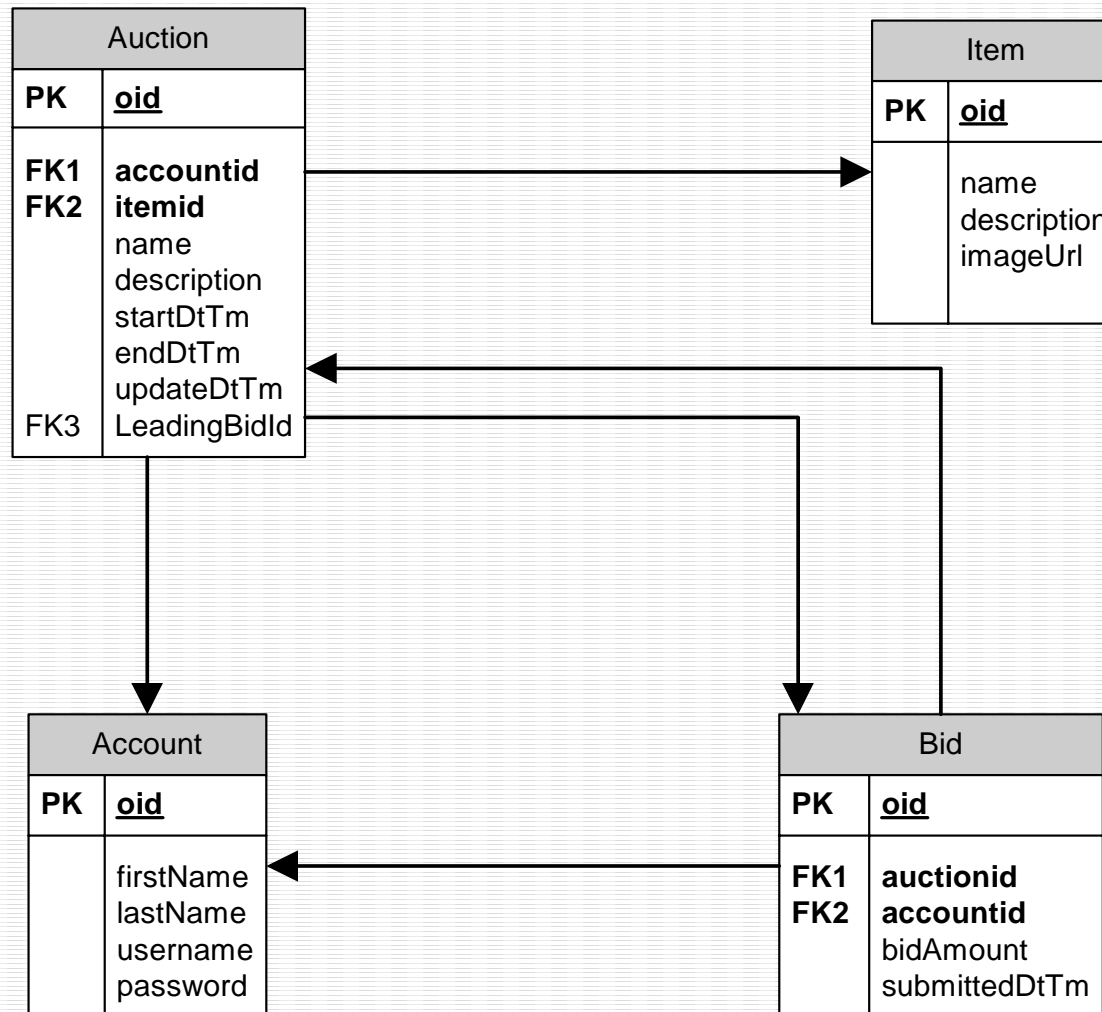 Auction
PK oid
FK1 accountid
FK2 itemid
name
description
startDtTm
endDtTm
updateDtTm
FK3 LeadingBidId
Item
PK oid
name
description
imageUrl
Account
PK oid
firstName
lastName
username
password
Bid
PK oid
FK1 auctionid
FK2 accountid
bidAmount
submittedDtTm